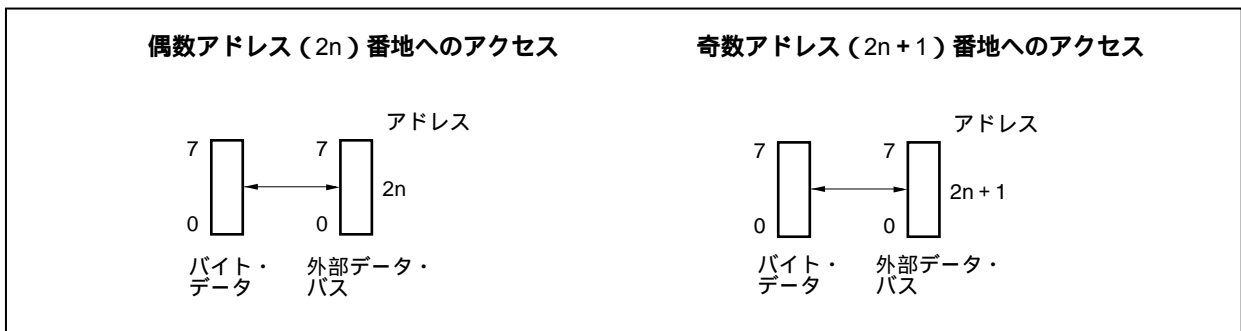 偶数アドレス（2n）番地へのアクセス
アドレス
7
7
2n
0
0
バイト・
データ
外部データ・
バス
奇数アドレス（2n+1）番地へのアクセス
アドレス
7
7
2n + 1
0
0
バイト・
データ
外部データ・
バス